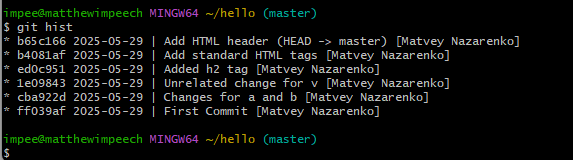 impee@matthewimpeech MINGW64 ~/hello (master)
$ git hist
* b65c166 2025-05-29 | Add HTML header (HEAD -> master) [Matvey Nazarenko]
* b4081af 2025-05-29 | Add standard HTML tags [Matvey Nazarenko]
* ed0c951 2025-05-29 | Added h2 tag [Matvey Nazarenko]
* 1e09843 2025-05-29 | Unrelated change for v [Matvey Nazarenko]
* cba922d 2025-05-29 | Changes for a and b [Matvey Nazarenko]
* ff039af 2025-05-29 | First Commit [Matvey Nazarenko]
impee@matthewimpeech MINGW64 ~/hello (master)
$